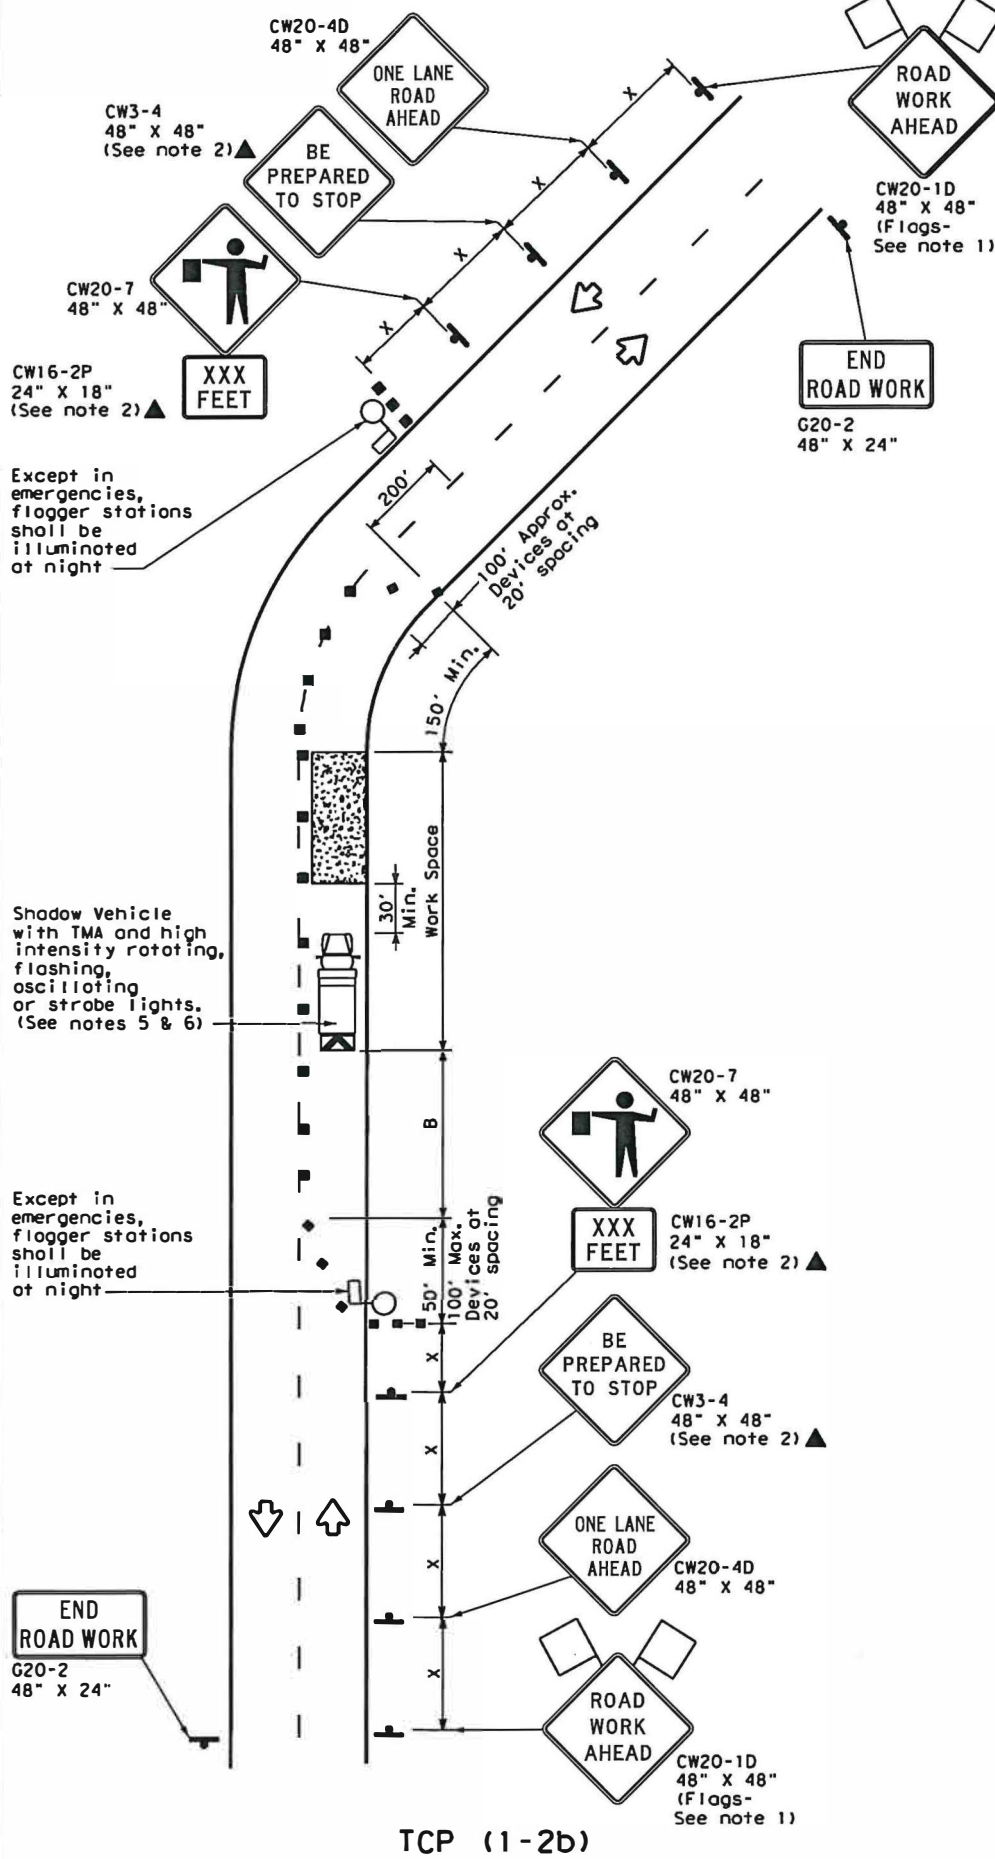 CW20-4D
48" X 48"
ONE LANE
ROAD
AHEAD
ROAD
WORK
AHEAD
CW3-4
48" X 48"
(See note 2)
BE
PREPARED
TO STOP
X
X
X
X
CW20-1D
48" X 48"
(Flags-
See note 1)
CW20-7
48" X 48"
CW16-2P
24" X 18"
(See note 2)
XXX
FEET
END
ROAD WORK
G20-2
48" X 24"
Except in
emergencies,
flagger stations
shall be
illuminated
at night
200'
100' Approx.
Devices at
20' spacing
150' Min.
Work Space
30'
Min.
Shadow Vehicle
with TMA and high
intensity rotating,
flashing,
oscillating
or strobe lights.
(See notes 5 & 6)
B
CW20-7
48" X 48"
XXX
FEET
CW16-2P
24" X 18"
(See note 2)
Except in
emergencies,
flagger stations
shall be
illuminated
at night
50' Min.
100' Max.
Devices at
20' spacing
X
X
X
X
BE
PREPARED
TO STOP
CW3-4
48" X 48"
(See note 2)
ONE LANE
ROAD
AHEAD
CW20-4D
48" X 48"
END
ROAD WORK
G20-2
48" X 24"
ROAD
WORK
AHEAD
CW20-1D
48" X 48"
(Flags-
See note 1)
TCP (1-2b)